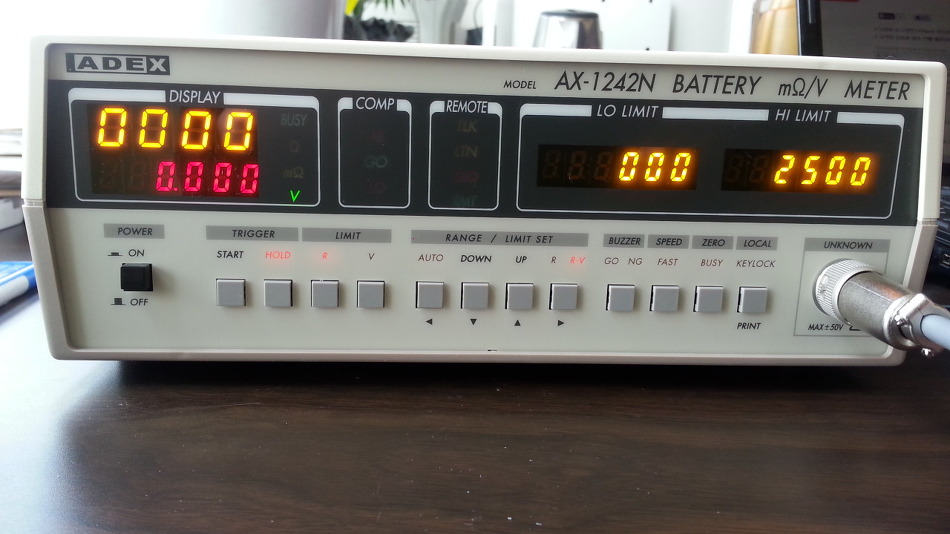 ADEX
MODEL AX-1242N BATTERY mΩ/V METER
DISPLAY COMP REMOTE LO LIMIT HI LIMIT
0000 BUSY
Ω
mΩ
0.000 V
GO
LTN
000 2500
POWER TRIGGER LIMIT RANGE / LIMIT SET BUZZER SPEED ZERO LOCAL UNKNOWN
ON START HOLD R V AUTO DOWN UP R R·V GO NG FAST BUSY KEYLOCK
OFF
◄ ▼ ▲ ► PRINT MAX±50V